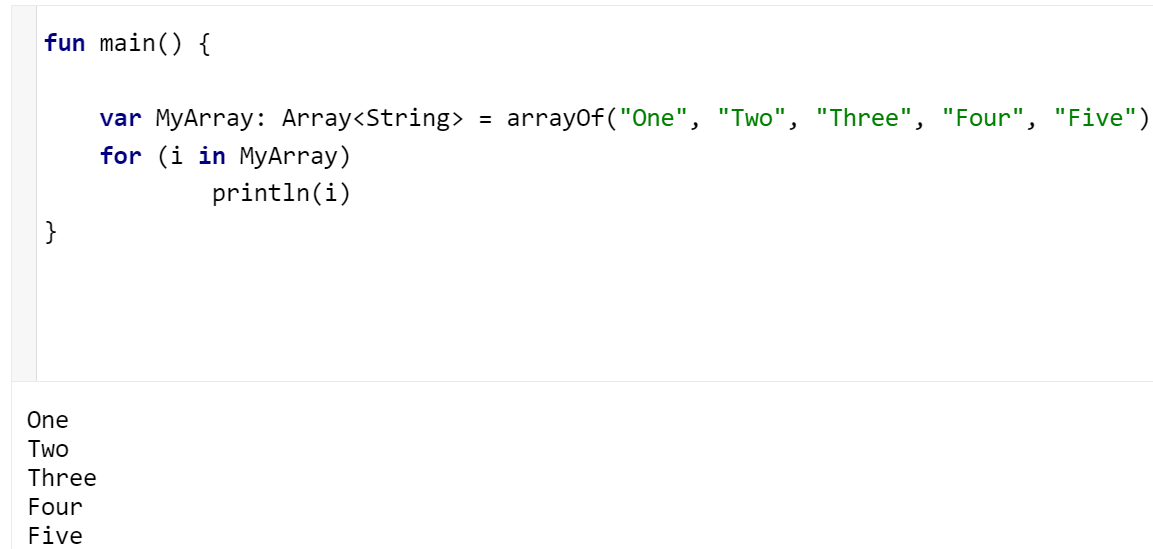 fun main() {
    var MyArray: Array<String> = arrayOf("One", "Two", "Three", "Four", "Five")
    for (i in MyArray)
            println(i)
}
One
Two
Three
Four
Five